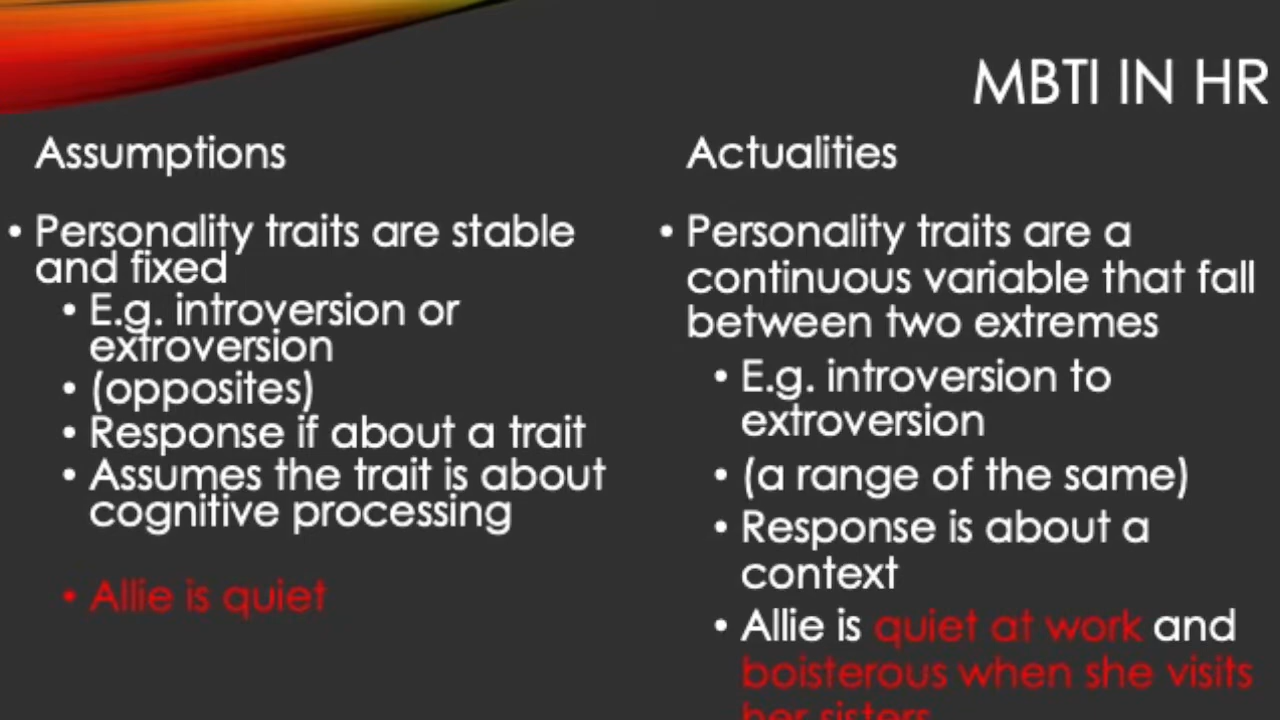 MBTI IN HR
Assumptions
• Personality traits are stable
and fixed
• E.g. introversion or
extroversion
• (opposites)
• Response if about a trait
• Assumes the trait is about
cognitive processing
• Allie is quiet
Actualities
• Personality traits are a
continuous variable that fall
between two extremes
• E.g. introversion to
extroversion
• (a range of the same)
• Response is about a
context
• Allie is quiet at work and
boisterous when she visits
her sisters